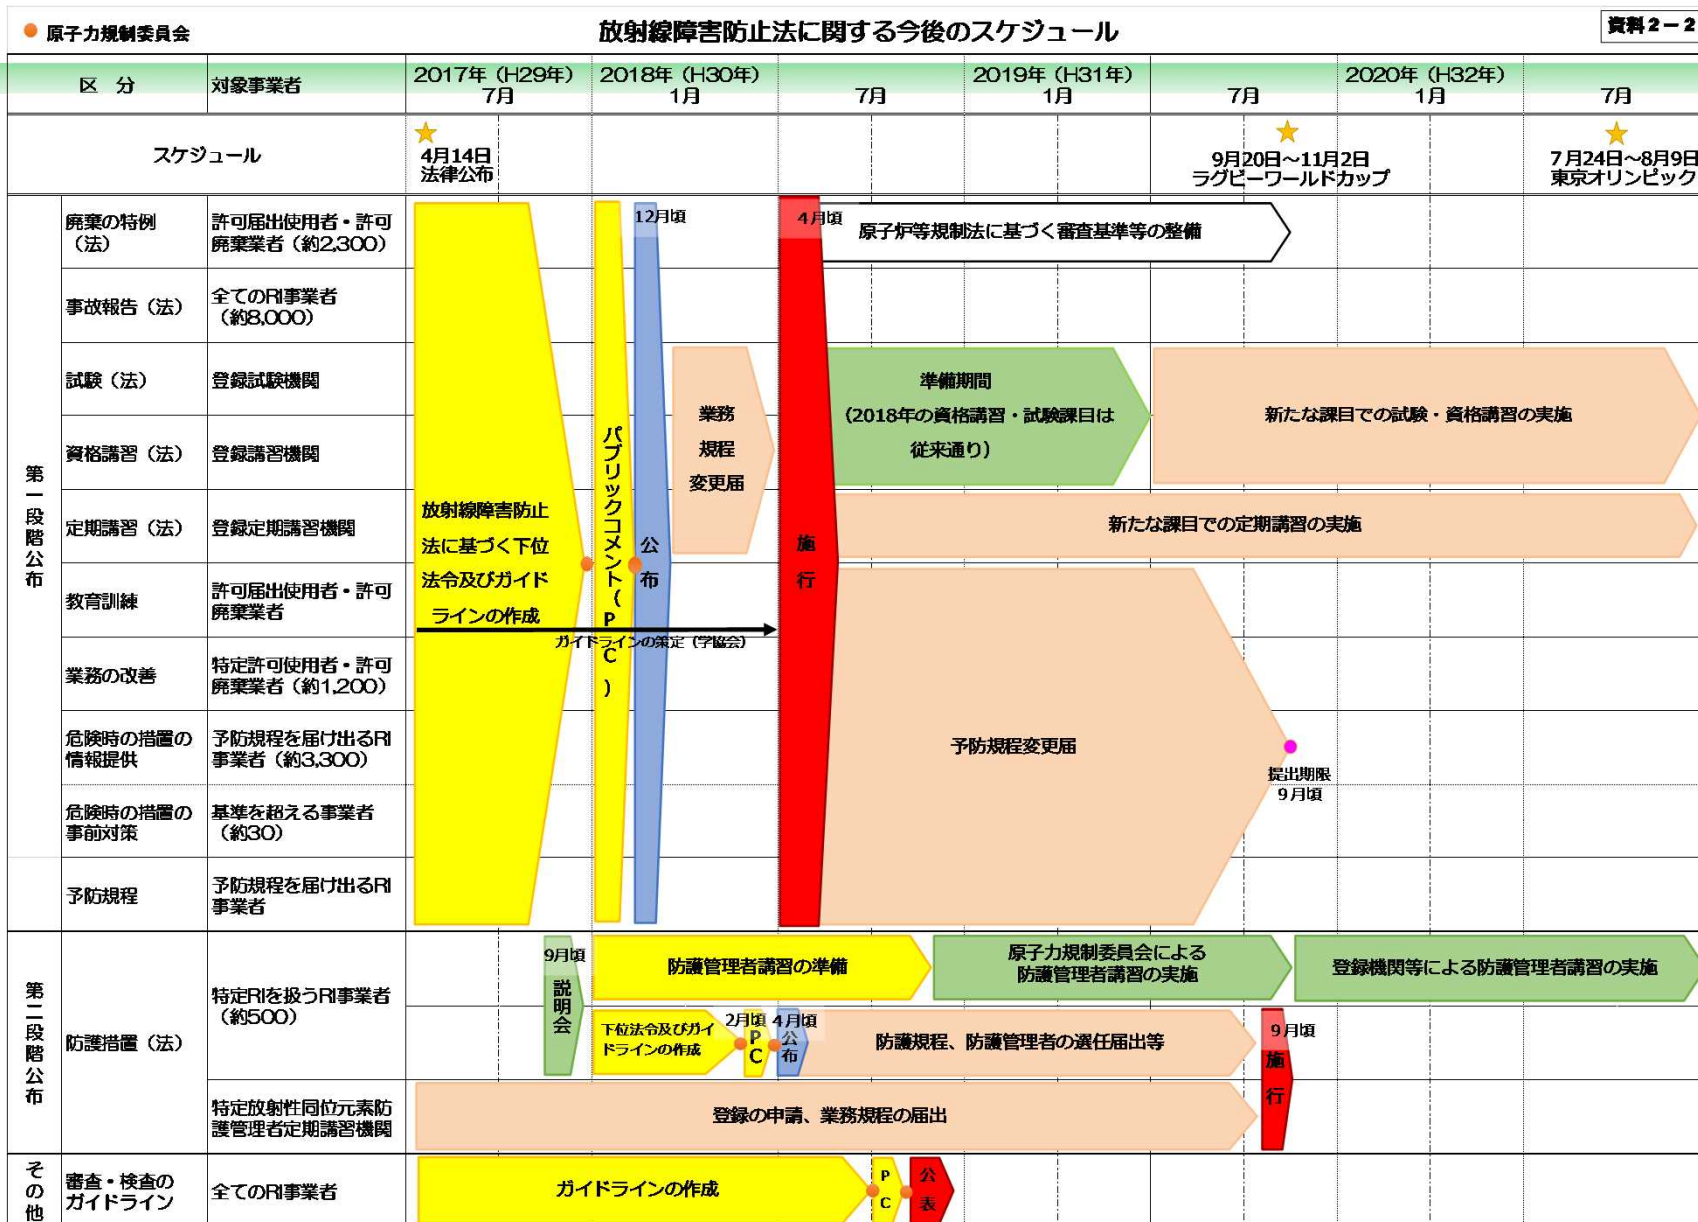 原子力規制委員会
放射線障害防止法に関する今後のスケジュール
資料2-2
区 分
対象事業者
2017年（H29年）
7月
2018年（H30年）
1月
7月
2019年（H31年）
1月
7月
2020年（H32年）
1月
7月
スケジュール
4月14日
法律公布
9月20日～11月2日
ラグビーワールドカップ
7月24日～8月9日
東京オリンピック
第一段階公布
廃棄の特例
（法）
許可届出使用者・許可
廃棄業者（約2,300）
事故報告（法）
全てのRI事業者
（約8,000）
試験（法）
登録試験機関
資格講習（法）
登録講習機関
定期講習（法）
登録定期講習機関
教育訓練
許可届出使用者・許可
廃棄業者
業務の改善
特定許可使用者・許可
廃棄業者（約1,200）
危険時の措置の
情報提供
予防規程を届け出るRI
事業者（約3,300）
危険時の措置の
事前対策
基準を超える事業者
（約30）
予防規程
予防規程を届け出るRI
事業者
放射線障害防止
法に基づく下位
法令及びガイド
ラインの作成
パブリックコメント(PC)
12月頃
公布
業務
規程
変更届
ガイドラインの策定（学協会）
4月頃
施行
原子炉等規制法に基づく審査基準等の整備
準備期間
（2018年の資格講習・試験課目は
従来通り）
新たな課目での試験・資格講習の実施
新たな課目での定期講習の実施
予防規程変更届
提出期限
9月頃
第二段階公布
防護措置（法）
特定RIを扱うRI事業者
（約500）
特定放射性同位元素防
護管理者定期講習機関
9月頃
説明会
防護管理者講習の準備
原子力規制委員会による
防護管理者講習の実施
登録機関等による防護管理者講習の実施
下位法令及びガイ
ドラインの作成
2月頃
PC
4月頃
公布
防護規程、防護管理者の選任届出等
9月頃
施行
登録の申請、業務規程の届出
その他
審査・検査の
ガイドライン
全てのRI事業者
ガイドラインの作成
PC
公表